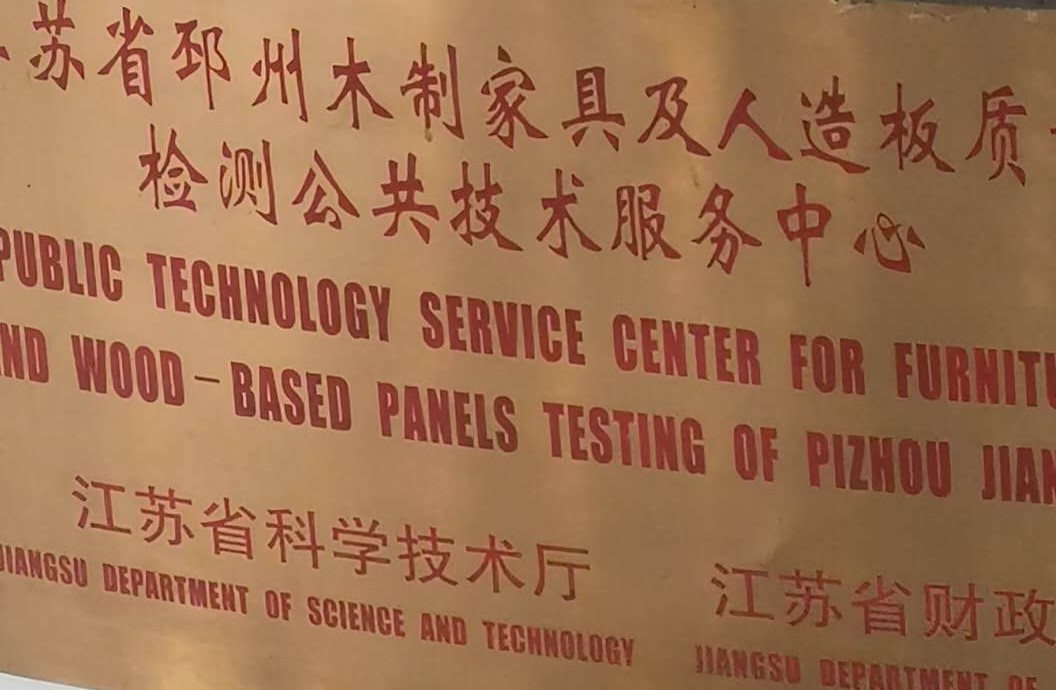 苏省邳州木制家具及人造板质
检测公共技术服务中心
PUBLIC TECHNOLOGY SERVICE CENTER FOR
WOOD-BASED PANELS TESTING OF PIZHOU
江苏省科学技术厅
JIANGSU DEPARTMENT OF SCIENCE AND TECHNOLOGY
江苏省财政
JIANGSU DEPARTMENT OF